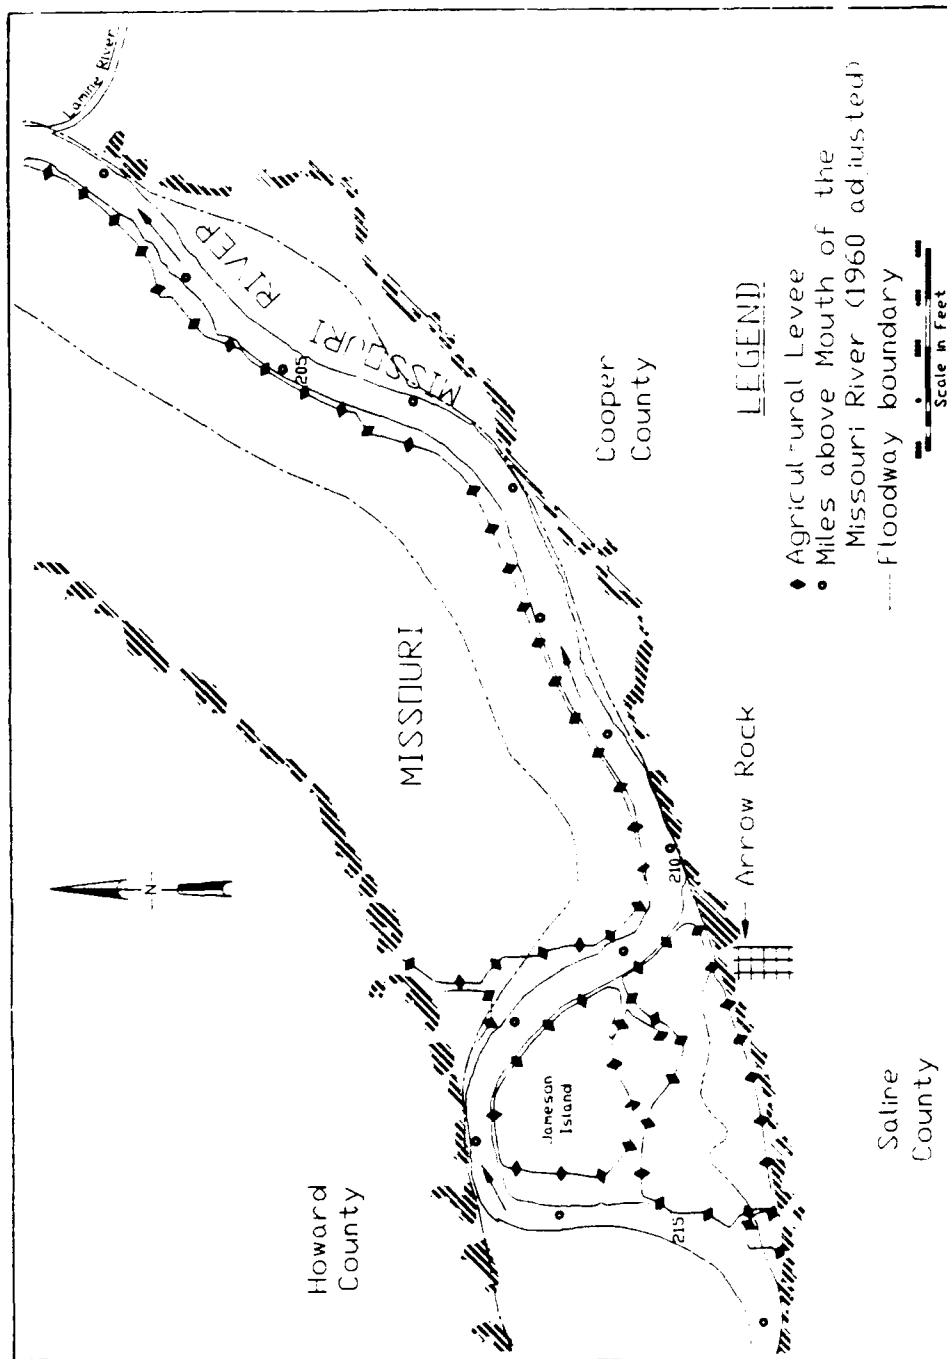 Lamine River
MISSOURI RIVER
205
MISSOURI
Cooper
County
LEGEND
Agricultural Levee
Miles above Mouth of the
Missouri River (1960 adjusted)
Floodway boundary
Scale In Feet
N
210
Arrow Rock
Jameson
Island
215
Howard
County
Saline
County